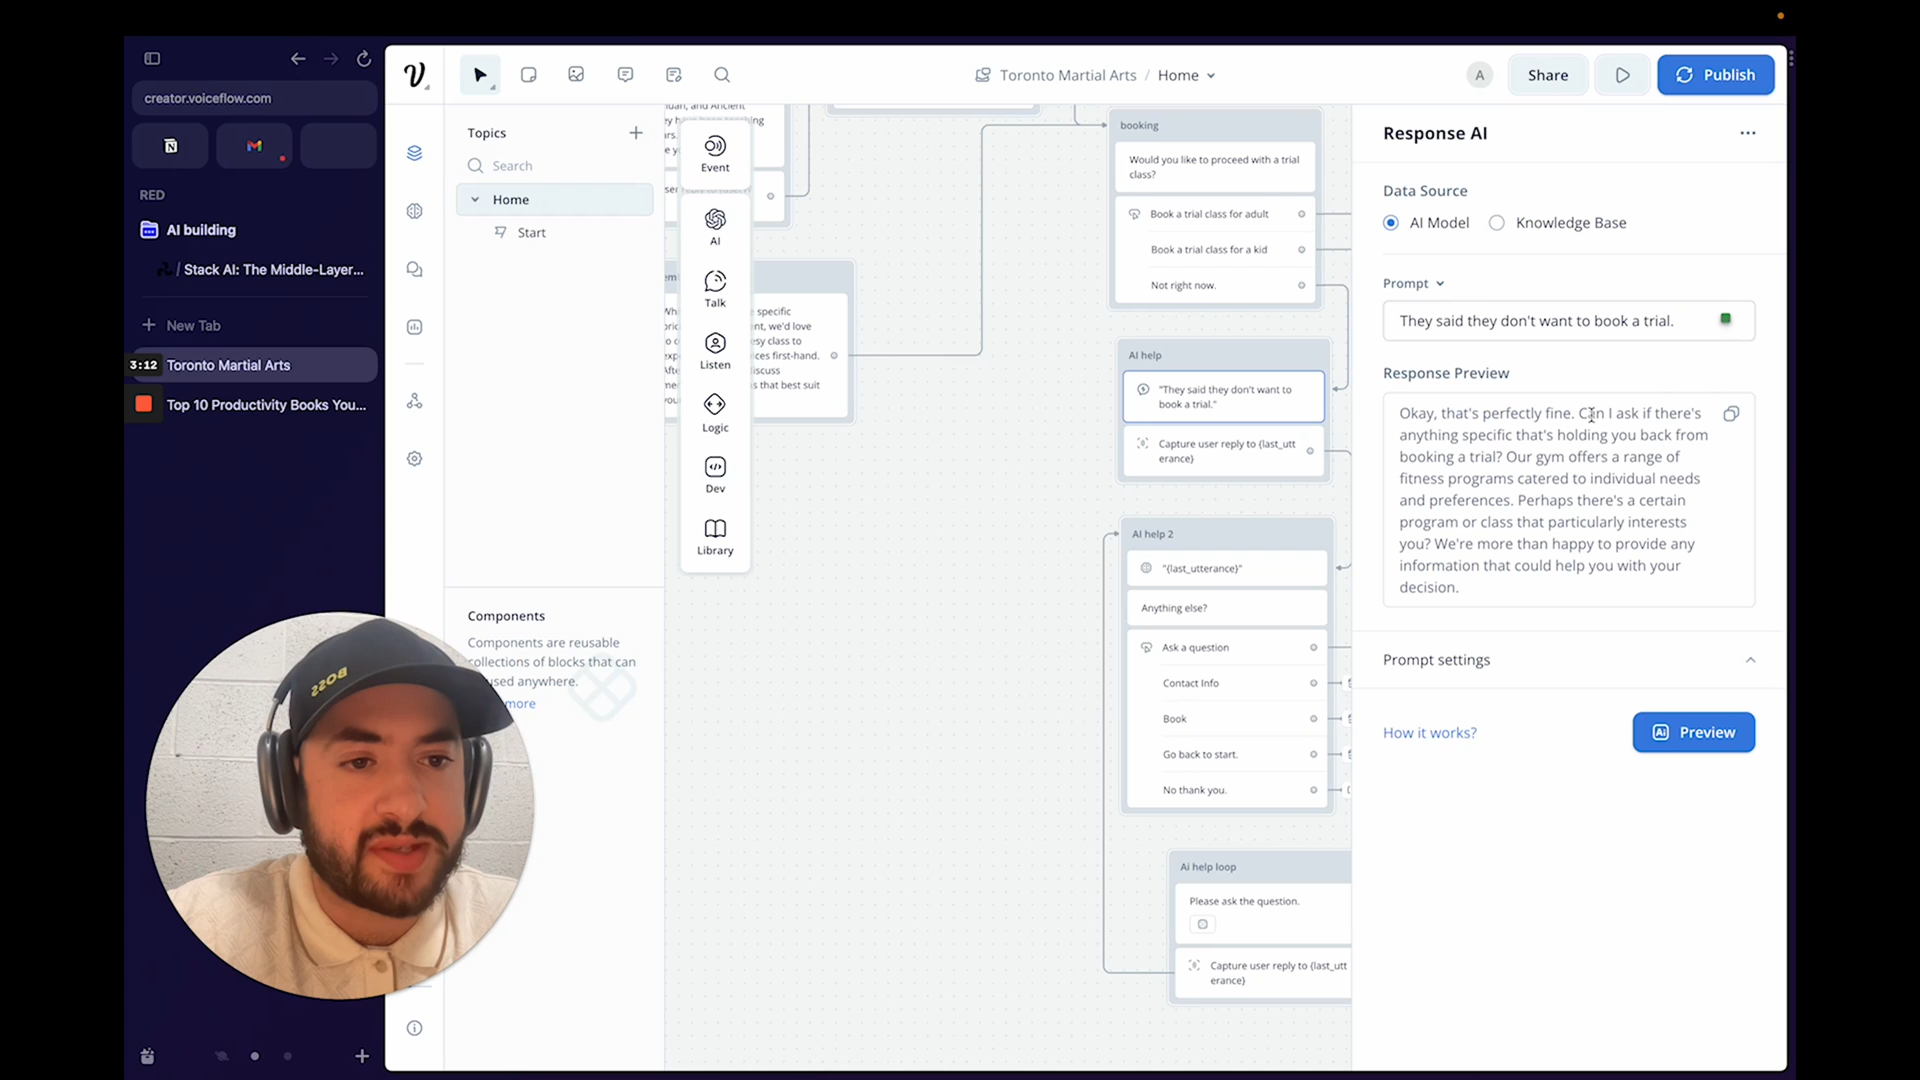 creator.voiceflow.com
RED
AI building
/ Stack AI: The Middle-Layer...
New Tab
3:12
Toronto Martial Arts
Top 10 Productivity Books You...
Toronto Martial Arts / Home
A
Share
Publish
Topics
Search
Home
Start
Components
Components are reusable
collections of blocks that can
used anywhere.
more
Event
AI
Talk
Listen
Logic
Dev
Library
and Ancient
specific
we'd love
class to
first-hand.
discuss
that best suit
booking
Would you like to proceed with a trial
class?
Book a trial class for adult
Book a trial class for a kid
Not right now.
AI help
"They said they don't want to
book a trial."
Capture user reply to {last_utt
erance}
AI help 2
"{last_utterance}"
Anything else?
Ask a question
Contact Info
Book
Go back to start.
No thank you.
Ai help loop
Please ask the question.
Capture user reply to {last_utt
erance}
Response AI
Data Source
AI Model
Knowledge Base
Prompt
They said they don't want to book a trial.
Response Preview
Okay, that's perfectly fine. Can I ask if there's
anything specific that's holding you back from
booking a trial? Our gym offers a range of
fitness programs catered to individual needs
and preferences. Perhaps there's a certain
program or class that particularly interests
you? We're more than happy to provide any
information that could help you with your
decision.
Prompt settings
How it works?
Preview
BOSS